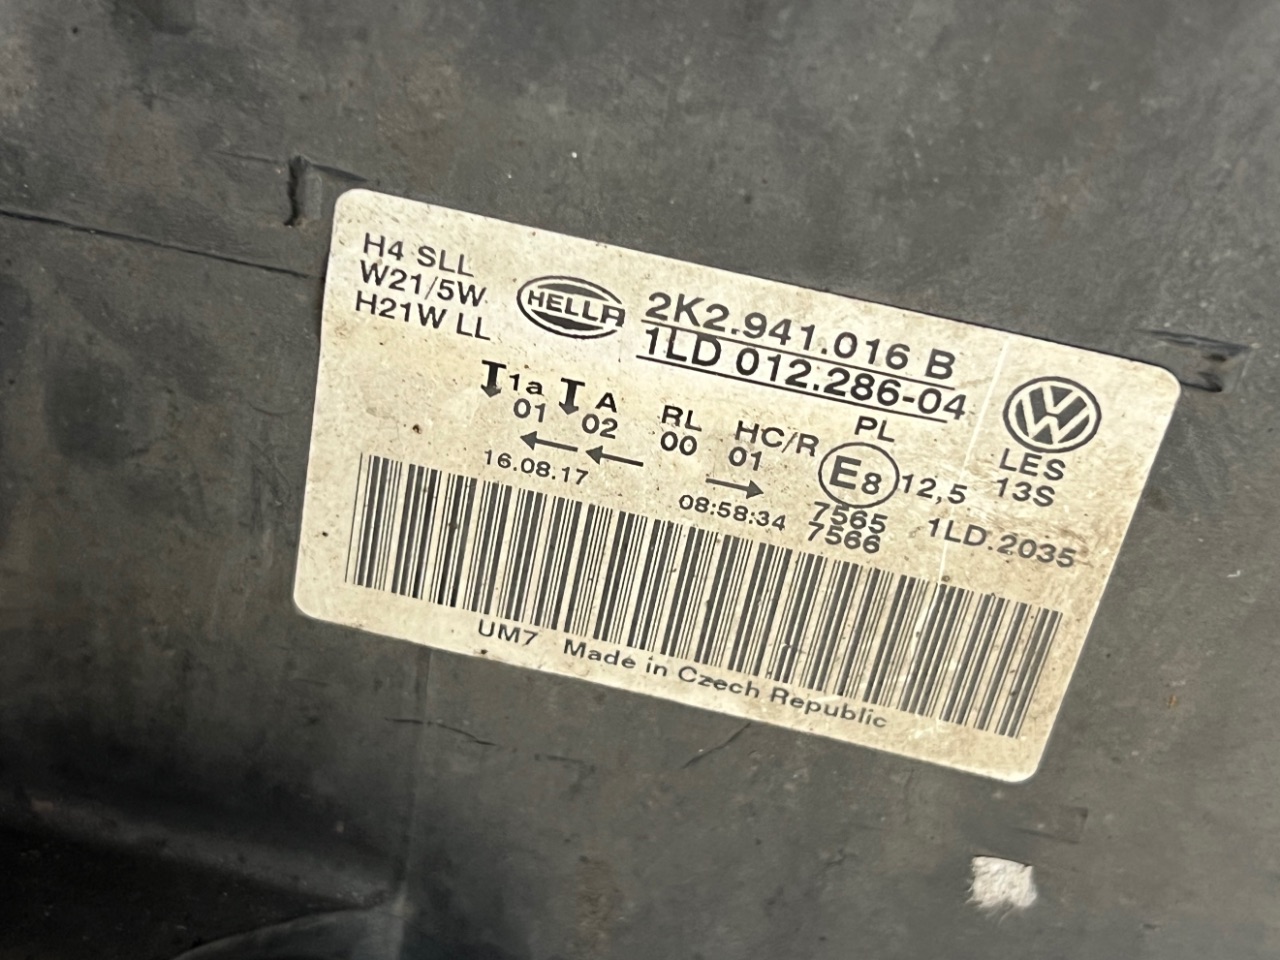 H4 SLL
W21/5W
H21W LL
HELLA
2K2.941.016 B
1LD 012.286-04
1a A RL HC/R PL
01 02 00 01 E8 12,5
LES
13S
16.08.17
08:58:34
7565
7566
1LD.2035
UM7 Made in Czech Republic